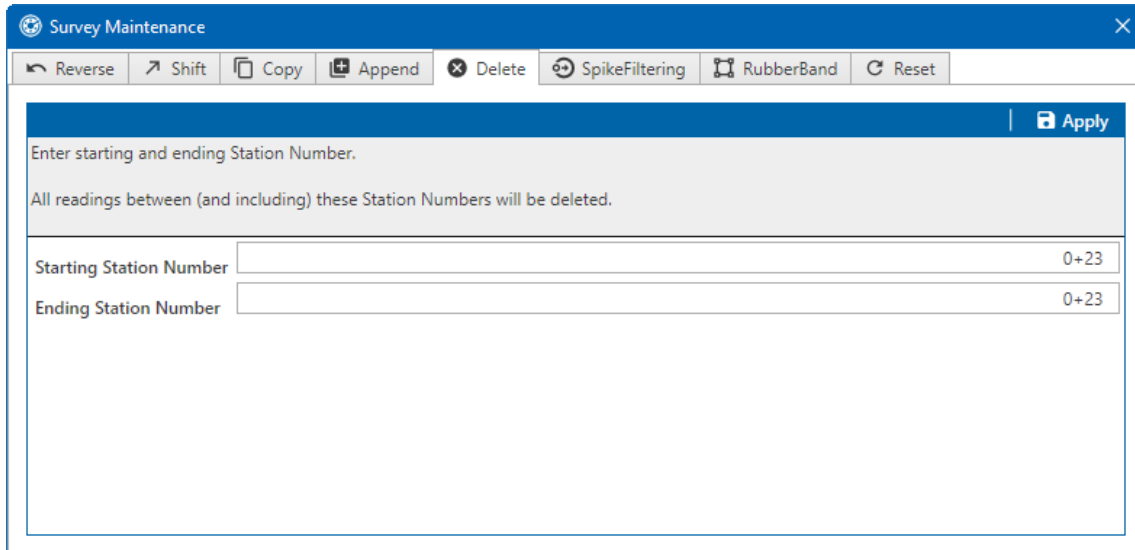 Survey Maintenance
Reverse Shift Copy Append Delete SpikeFiltering RubberBand Reset
Apply
Enter starting and ending Station Number.
All readings between (and including) these Station Numbers will be deleted.
Starting Station Number 0+23
Ending Station Number 0+23